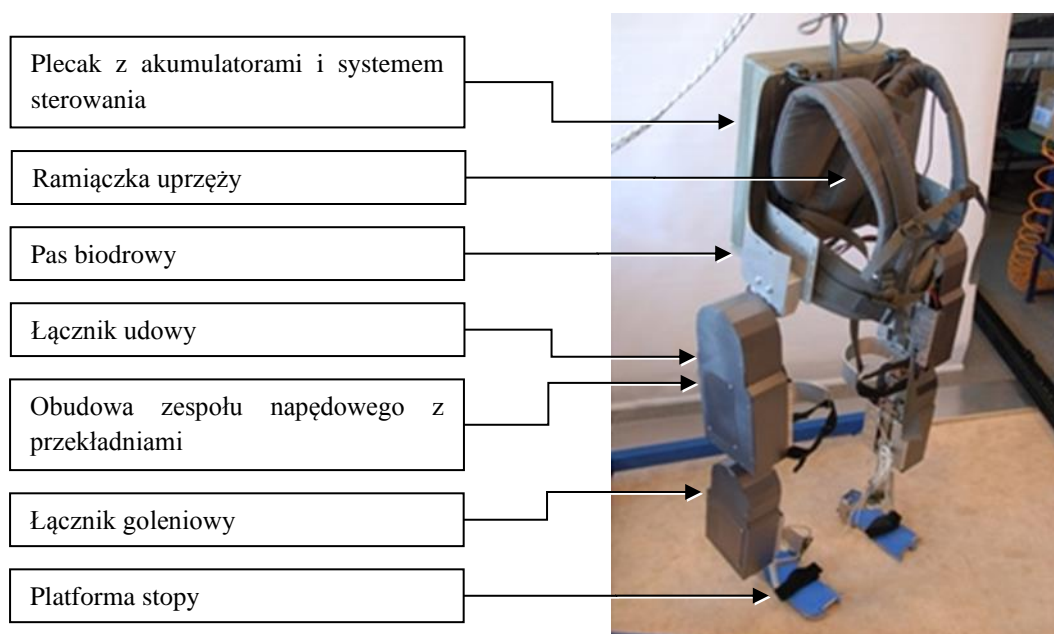 Plecak z akumulatorami i systemem
sterowania
Ramiączka uprzęży
Pas biodrowy
Łącznik udowy
Obudowa zespołu napędowego z
przekładniami
Łącznik goleniowy
Platforma stopy